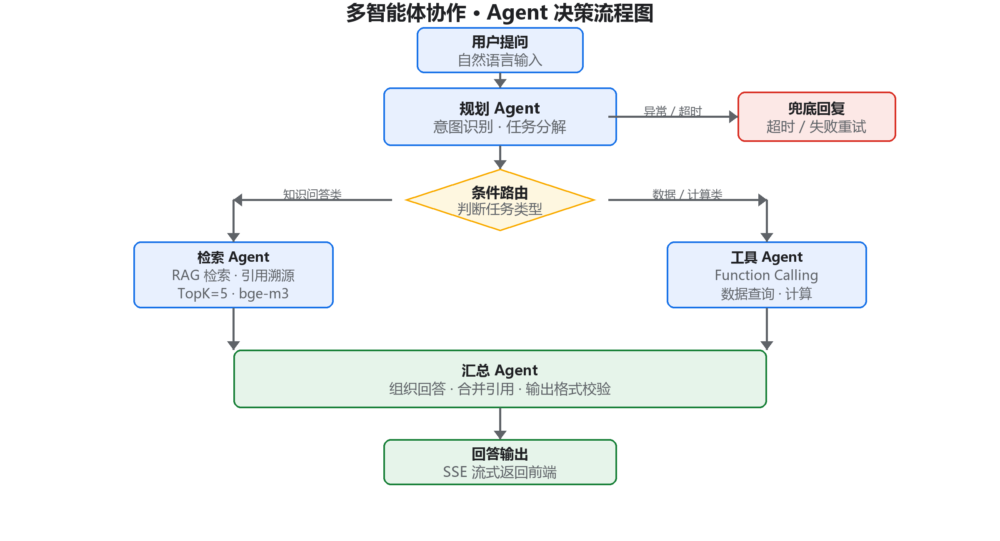 多智能体协作 · Agent 决策流程图
用户提问
自然语言输入
规划 Agent
意图识别 · 任务分解
异常 / 超时
兜底回复
超时 / 失败重试
知识问答类
条件路由
判断任务类型
数据 / 计算类
检索 Agent
RAG 检索 · 引用溯源
TopK=5 · bge-m3
工具 Agent
Function Calling
数据查询 · 计算
汇总 Agent
组织回答 · 合并引用 · 输出格式校验
回答输出
SSE 流式返回前端